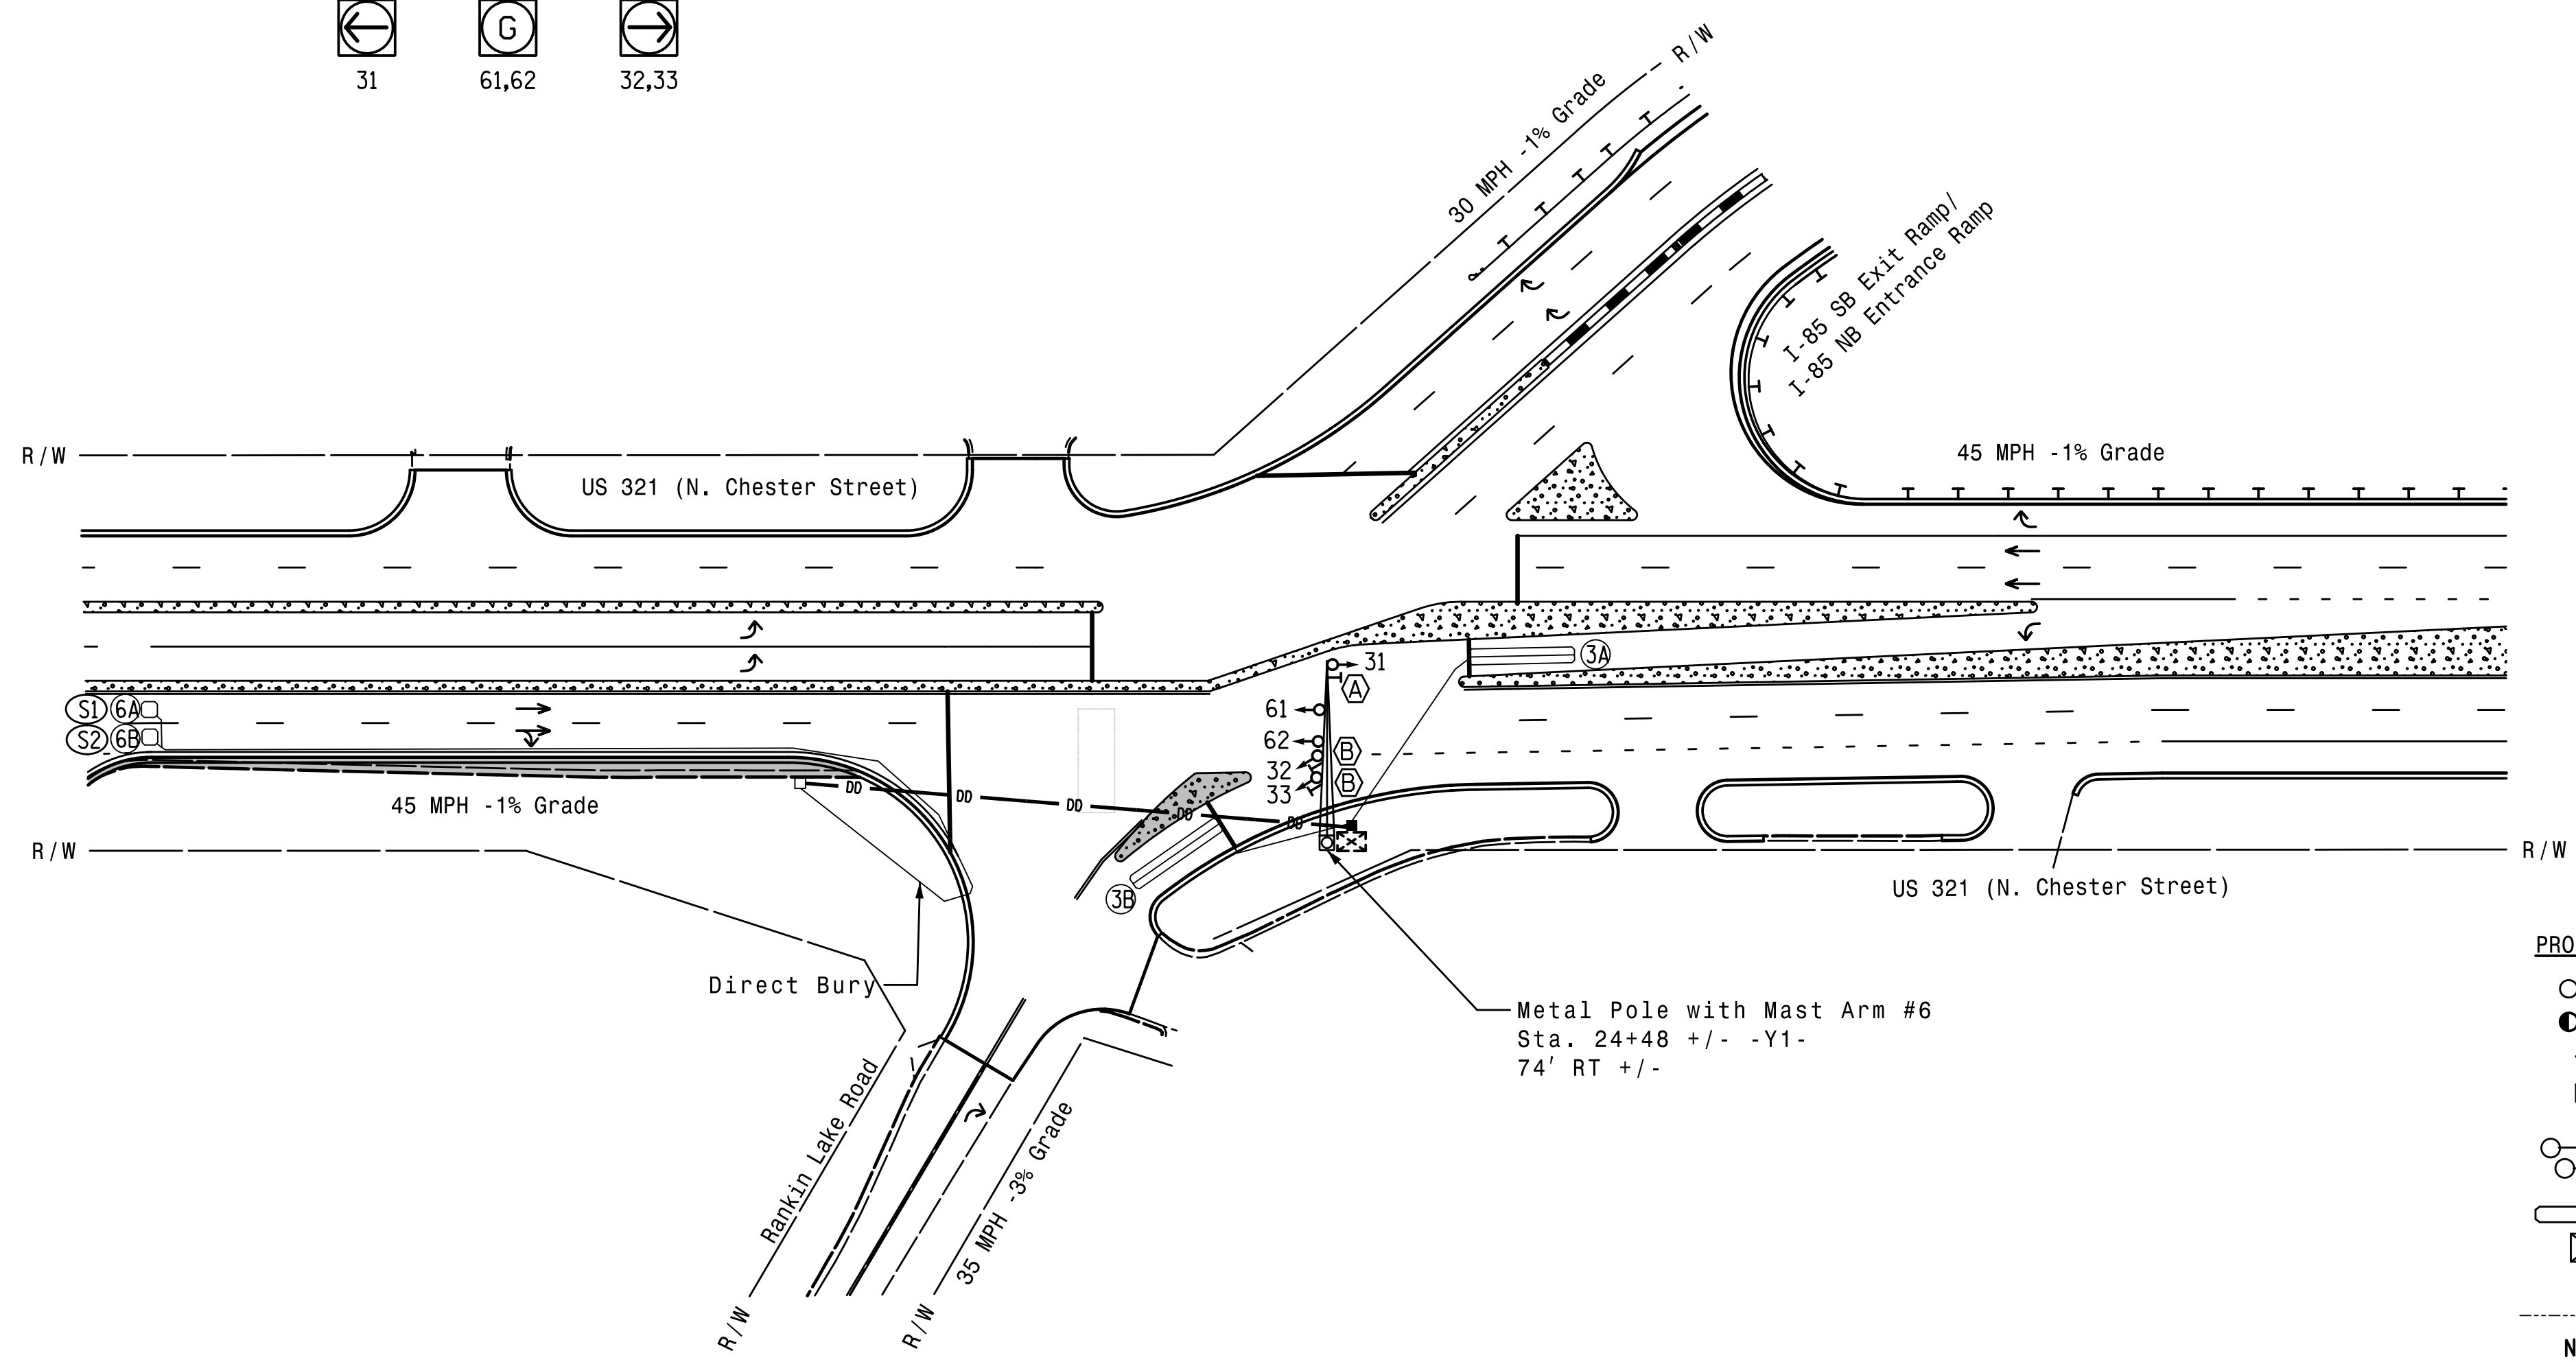 G
31
61,62
32,33
R/W
30 MPH -1% Grade
I-85 SB Exit Ramp/
I-85 NB Entrance Ramp
R/W
US 321 (N. Chester Street)
45 MPH -1% Grade
31
A
3A
S1 6A
61
S2 6B
62
B
32
B
33
DD
DD
DD
DD
DD
45 MPH -1% Grade
R/W
R/W
3B
US 321 (N. Chester Street)
Direct Bury
Metal Pole with Mast Arm #6
Sta. 24+48 +/- -Y1-
74' RT +/-
Rankin Lake Road
35 MPH -3% Grade
R/W
R/W
PRO
N